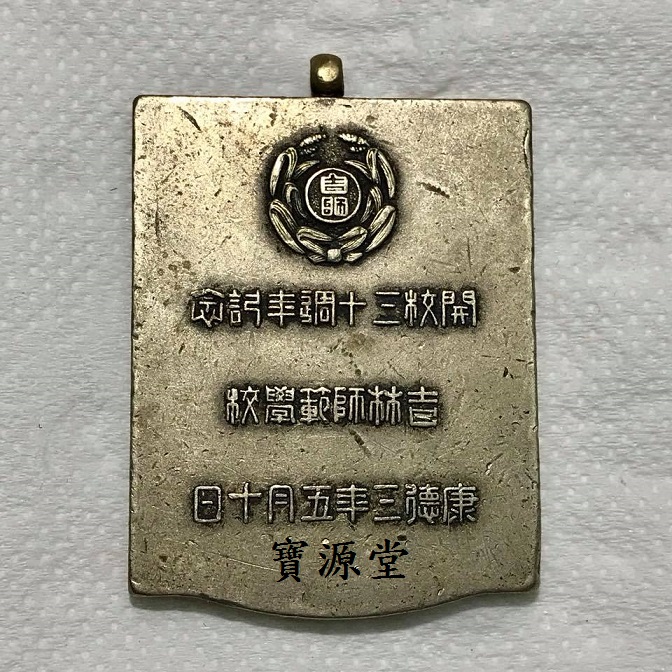 吉師
開校三十週年記念
吉林師範學校
康德三年五月十日
寶源堂